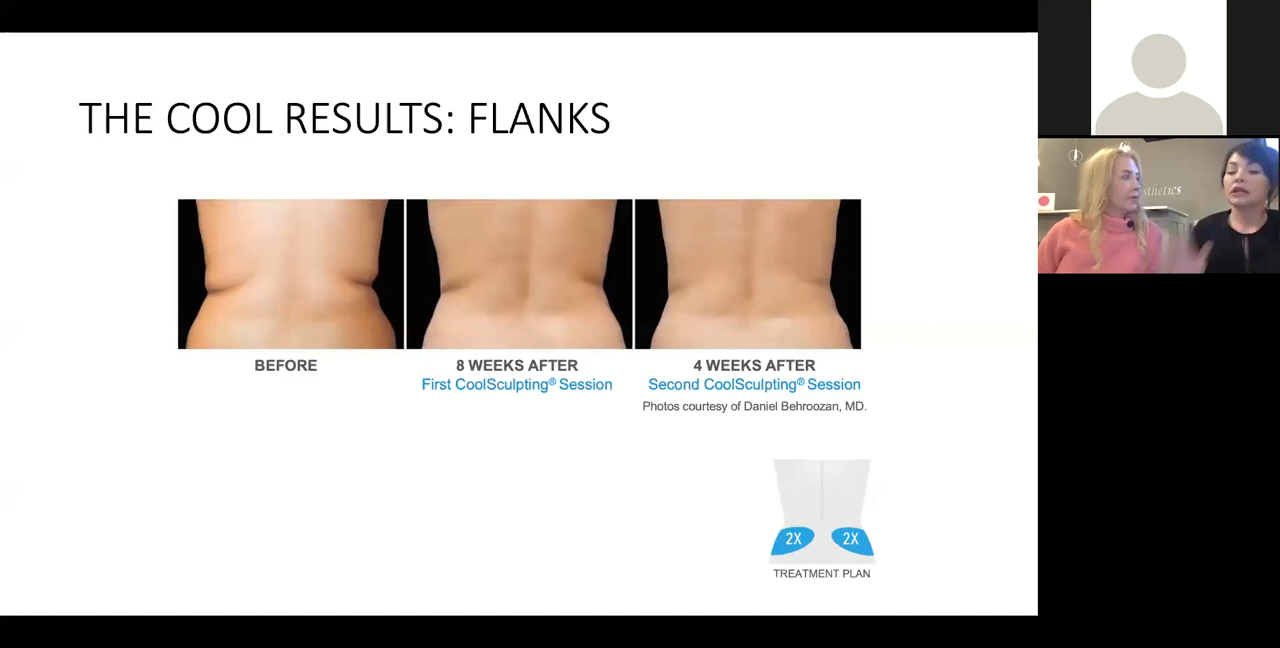 THE COOL RESULTS: FLANKS
BEFORE
8 WEEKS AFTER
First CoolSculpting® Session
4 WEEKS AFTER
Second CoolSculpting® Session
Photos courtesy of Daniel Behroozan, MD.
2X
2X
TREATMENT PLAN
sthetics